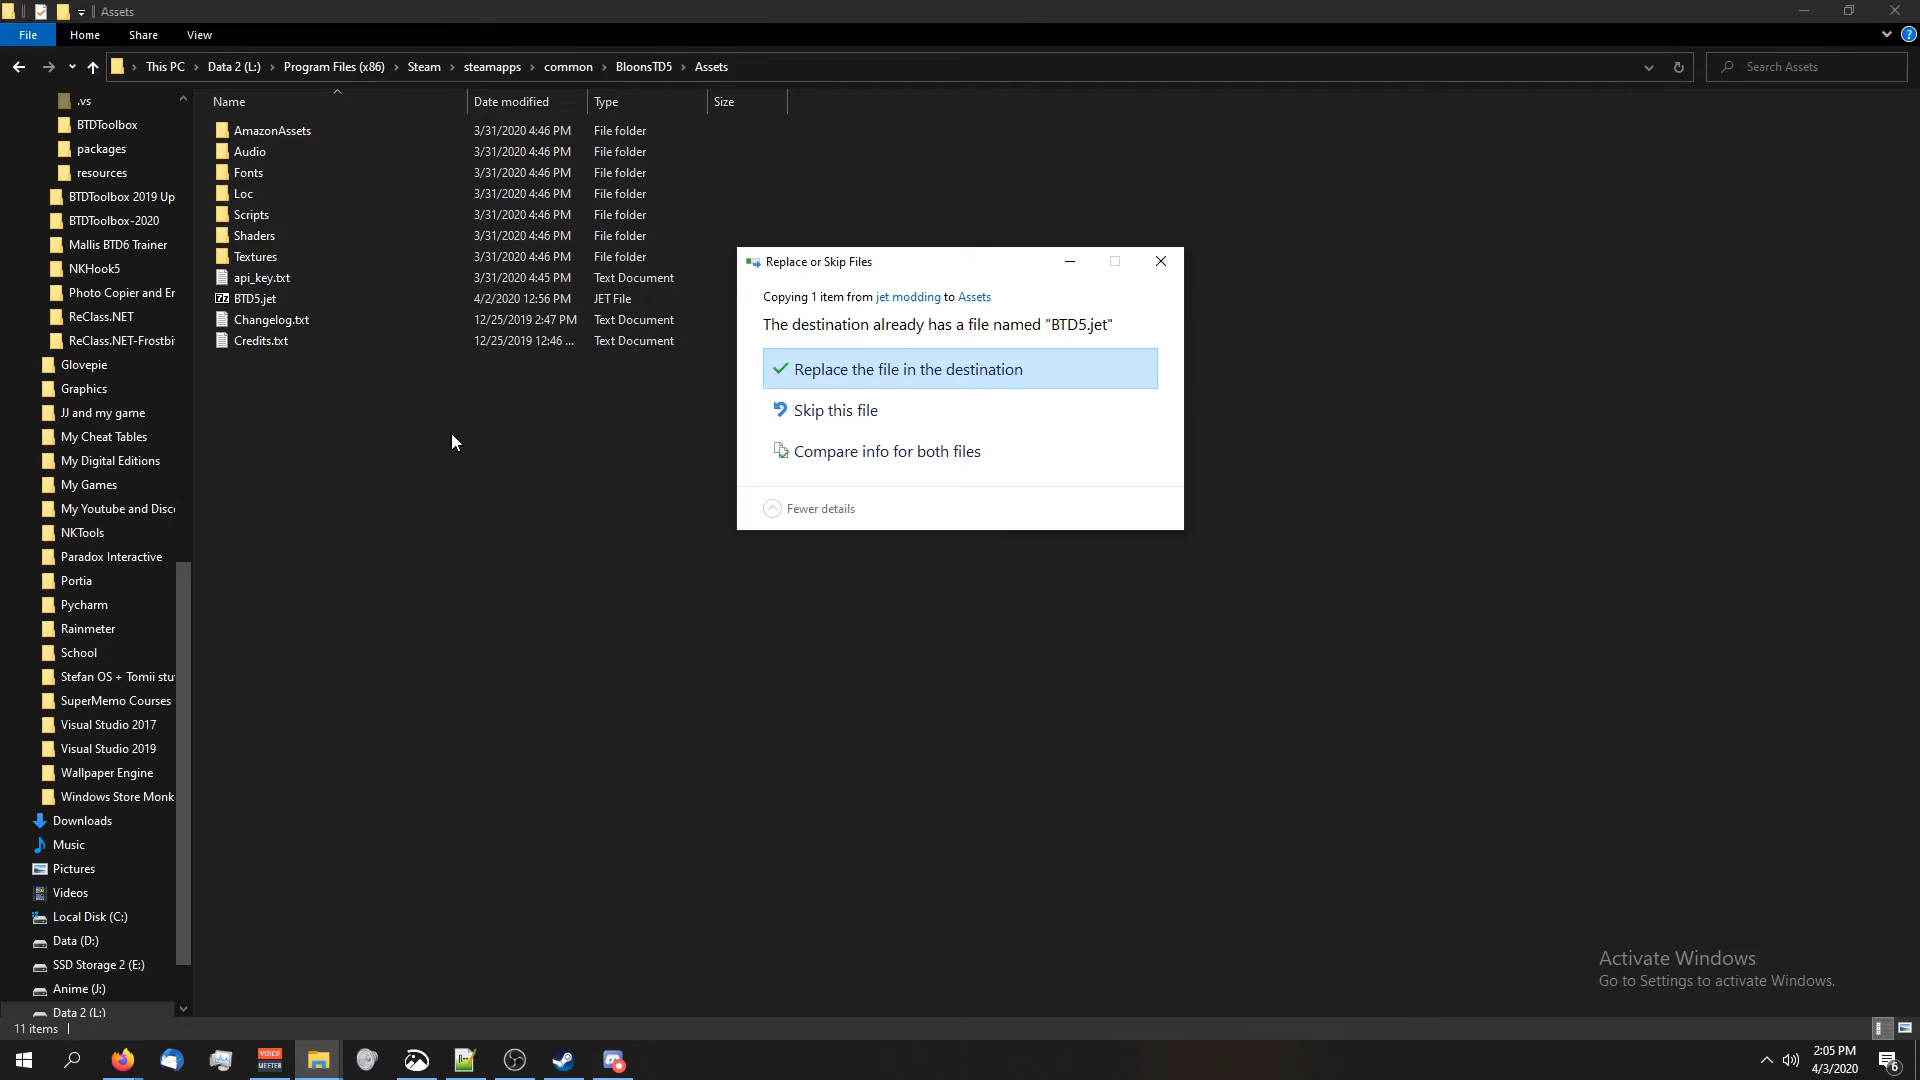 Assets
File Home Share View
This PC Data 2 (L:) Program Files (x86) Steam steamapps common BloonsTD5 Assets
Search Assets
.vs
BTDToolbox
packages
resources
BTDToolbox 2019 Up
BTDToolbox-2020
Mallis BTD6 Trainer
NKHook5
Photo Copier and Er
ReClass.NET
ReClass.NET-Frostbi
Glovepie
Graphics
JJ and my game
My Cheat Tables
My Digital Editions
My Games
My Youtube and Disc
NKTools
Paradox Interactive
Portia
Pycharm
Rainmeter
School
Stefan OS + Tomii stu
SuperMemo Courses
Visual Studio 2017
Visual Studio 2019
Wallpaper Engine
Windows Store Monk
Downloads
Music
Pictures
Videos
Local Disk (C:)
Data (D:)
SSD Storage 2 (E:)
Anime (J:)
Data 2 (L:)
Name Date modified Type Size
AmazonAssets 3/31/2020 4:46 PM File folder
Audio 3/31/2020 4:46 PM File folder
Fonts 3/31/2020 4:46 PM File folder
Loc 3/31/2020 4:46 PM File folder
Scripts 3/31/2020 4:46 PM File folder
Shaders 3/31/2020 4:46 PM File folder
Textures 3/31/2020 4:46 PM File folder
api_key.txt 3/31/2020 4:45 PM Text Document
BTD5.jet 4/2/2020 12:56 PM JET File
Changelog.txt 12/25/2019 2:47 PM Text Document
Credits.txt 12/25/2019 12:46 ... Text Document
Replace or Skip Files
Copying 1 item from jet modding to Assets
The destination already has a file named "BTD5.jet"
Replace the file in the destination
Skip this file
Compare info for both files
Fewer details
Activate Windows
Go to Settings to activate Windows.
11 items
VOICE
MEETER
2:05 PM
4/3/2020
6